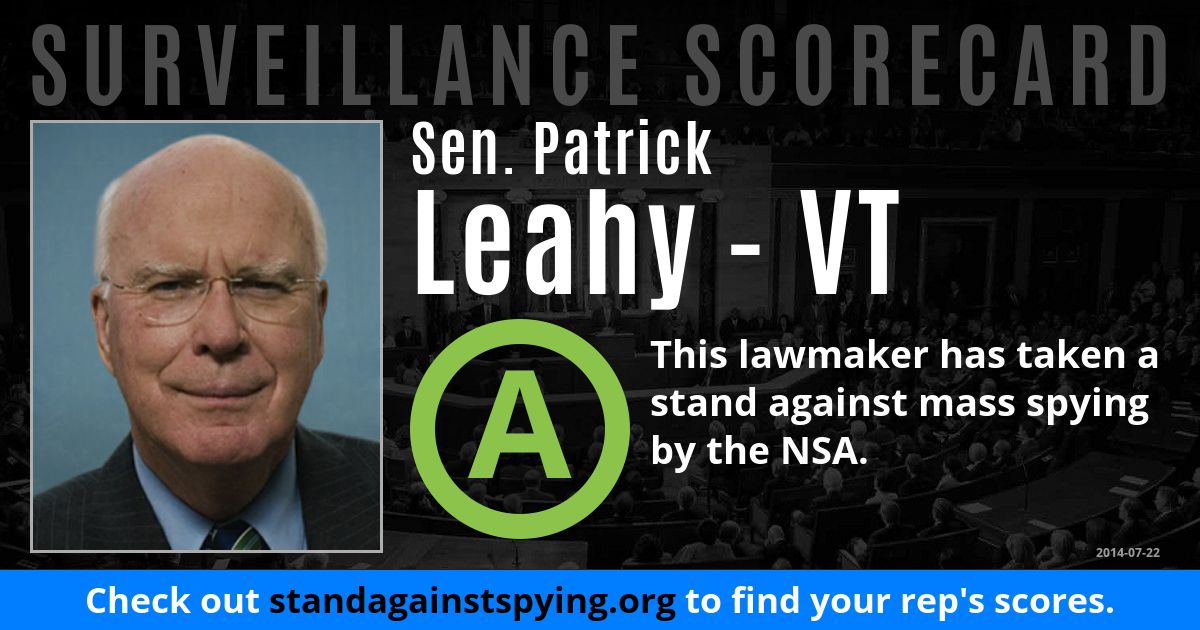 SURVEILLANCE SCORECARD
Sen. Patrick
Leahy - VT
A
This lawmaker has taken a
stand against mass spying
by the NSA.
2014-07-22
Check out standagainstspying.org to find your rep's scores.